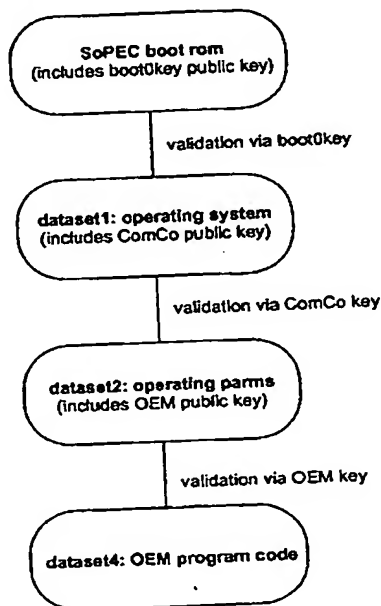 SoPEC boot rom
(includes boot0key public key)
validation via boot0key
dataset1: operating system
(includes ComCo public key)
validation via ComCo key
dataset2: operating parms
(includes OEM public key)
validation via OEM key
dataset4: OEM program code